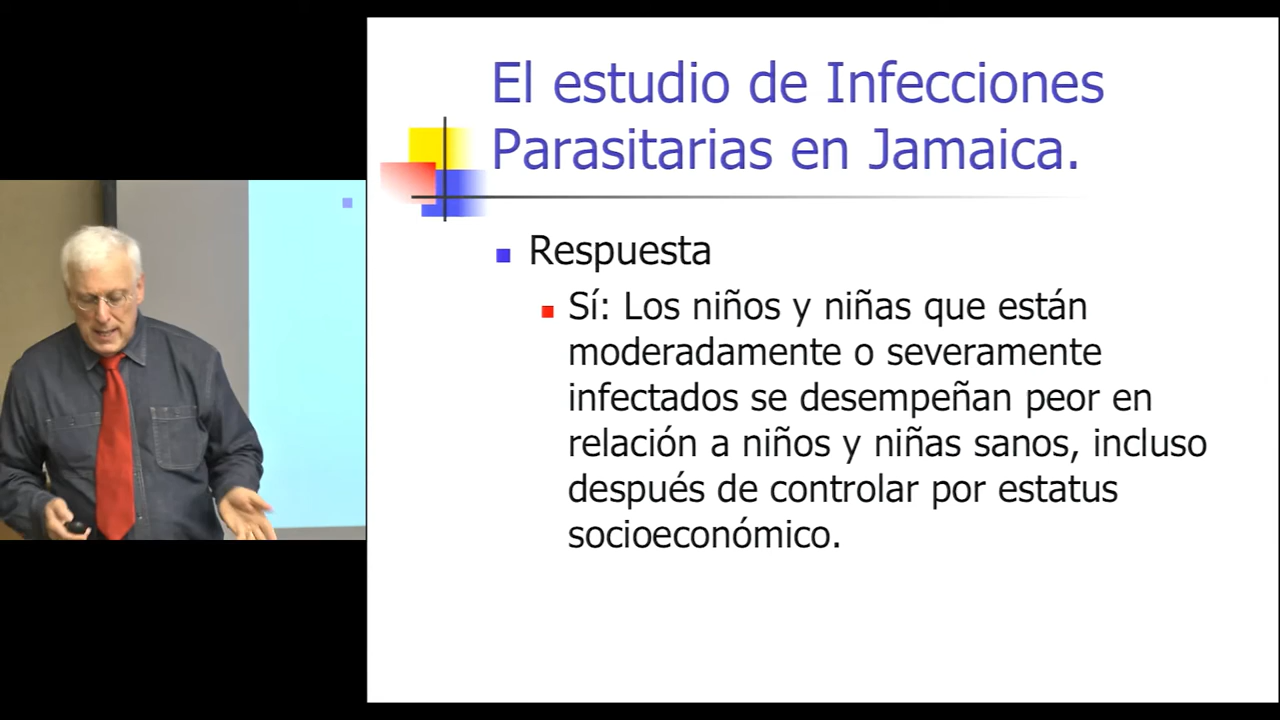 El estudio de Infecciones
Parasitarias en Jamaica.
Respuesta
Sí: Los niños y niñas que están
moderadamente o severamente
infectados se desempeñan peor en
relación a niños y niñas sanos, incluso
después de controlar por estatus
socioeconómico.